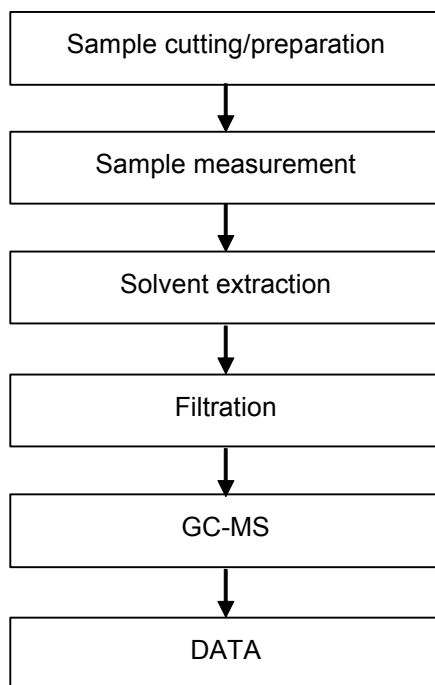 Sample cutting/preparation
Sample measurement
Solvent extraction
Filtration
GC-MS
DATA